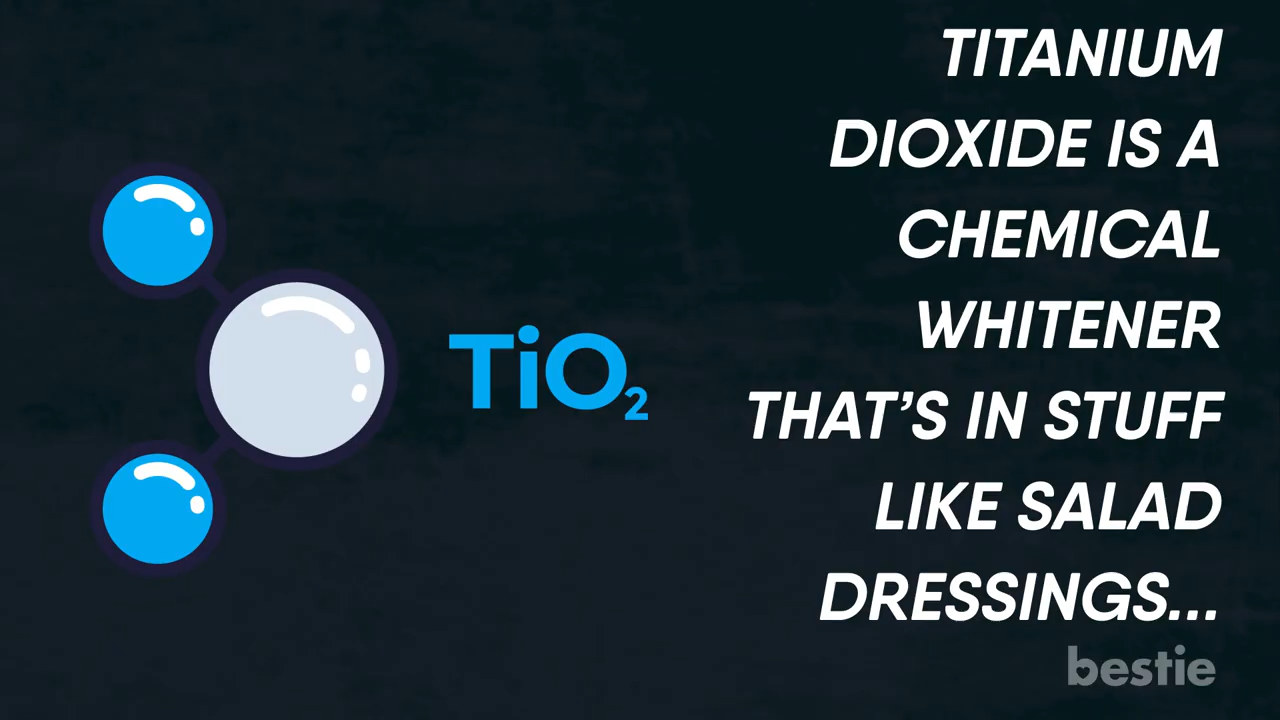 TITANIUM
DIOXIDE IS A
CHEMICAL
WHITENER
THAT’S IN STUFF
LIKE SALAD
DRESSINGS...
TiO₂
bestie